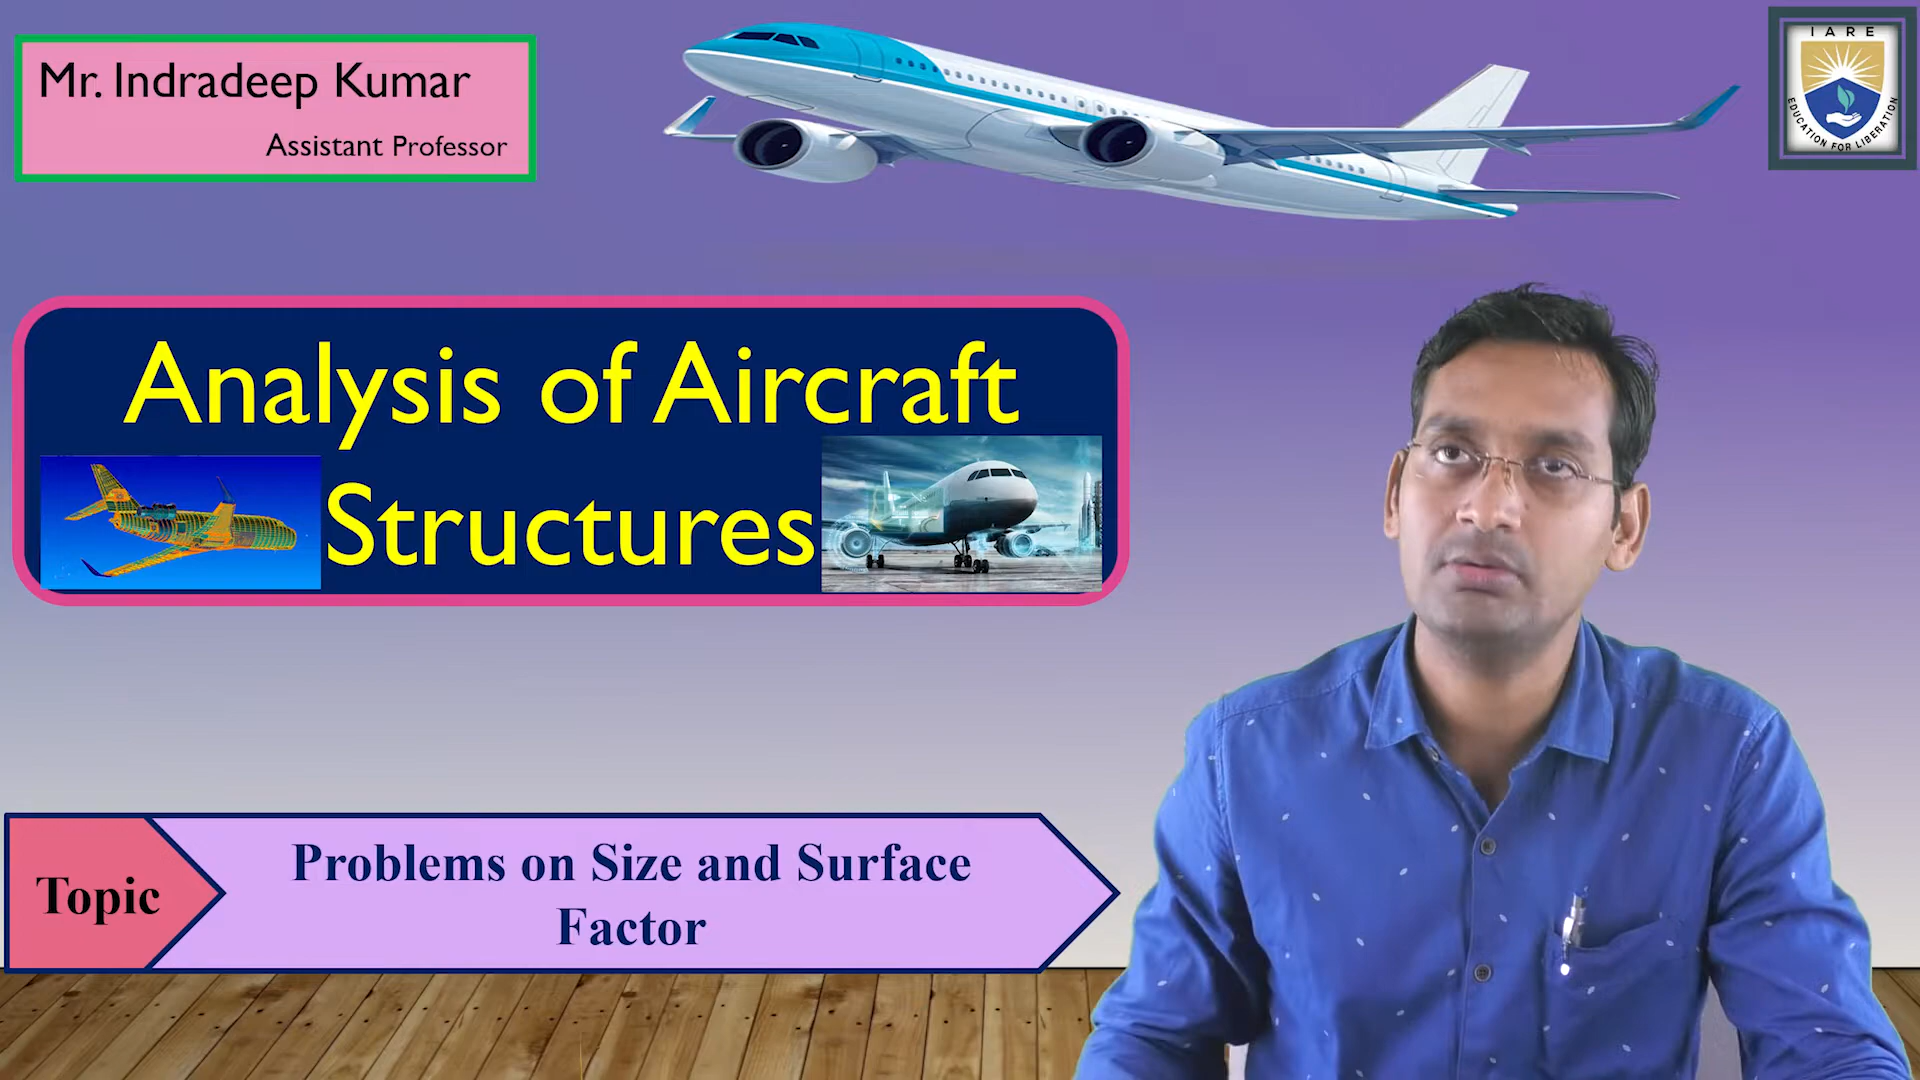 Mr. Indradeep Kumar
Assistant Professor
IARE
EDUCATION FOR LIBERATION
Analysis of Aircraft
Structures
Topic
Problems on Size and Surface
Factor